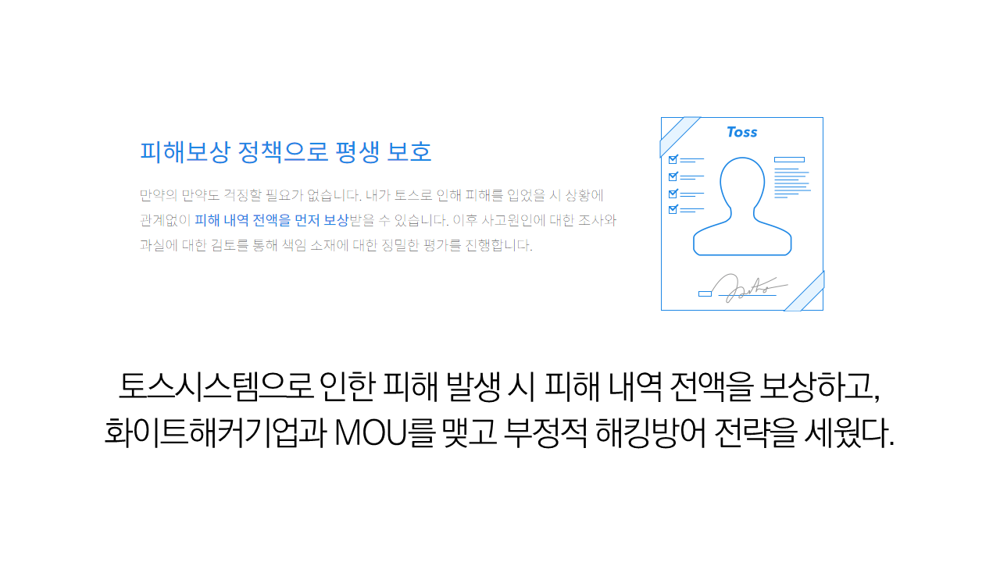 피해보상 정책으로 평생 보호
만약의 만약도 걱정할 필요가 없습니다. 내가 토스로 인해 피해를 입었을 시 상황에
관계없이 피해 내역 전액을 먼저 보상받을 수 있습니다. 이후 사고원인에 대한 조사와
과실에 대한 검토를 통해 책임 소재에 대한 정밀한 평가를 진행합니다.
Toss
토스시스템으로 인한 피해 발생 시 피해 내역 전액을 보상하고,
화이트해커기업과 MOU를 맺고 부정적 해킹방어 전략을 세웠다.